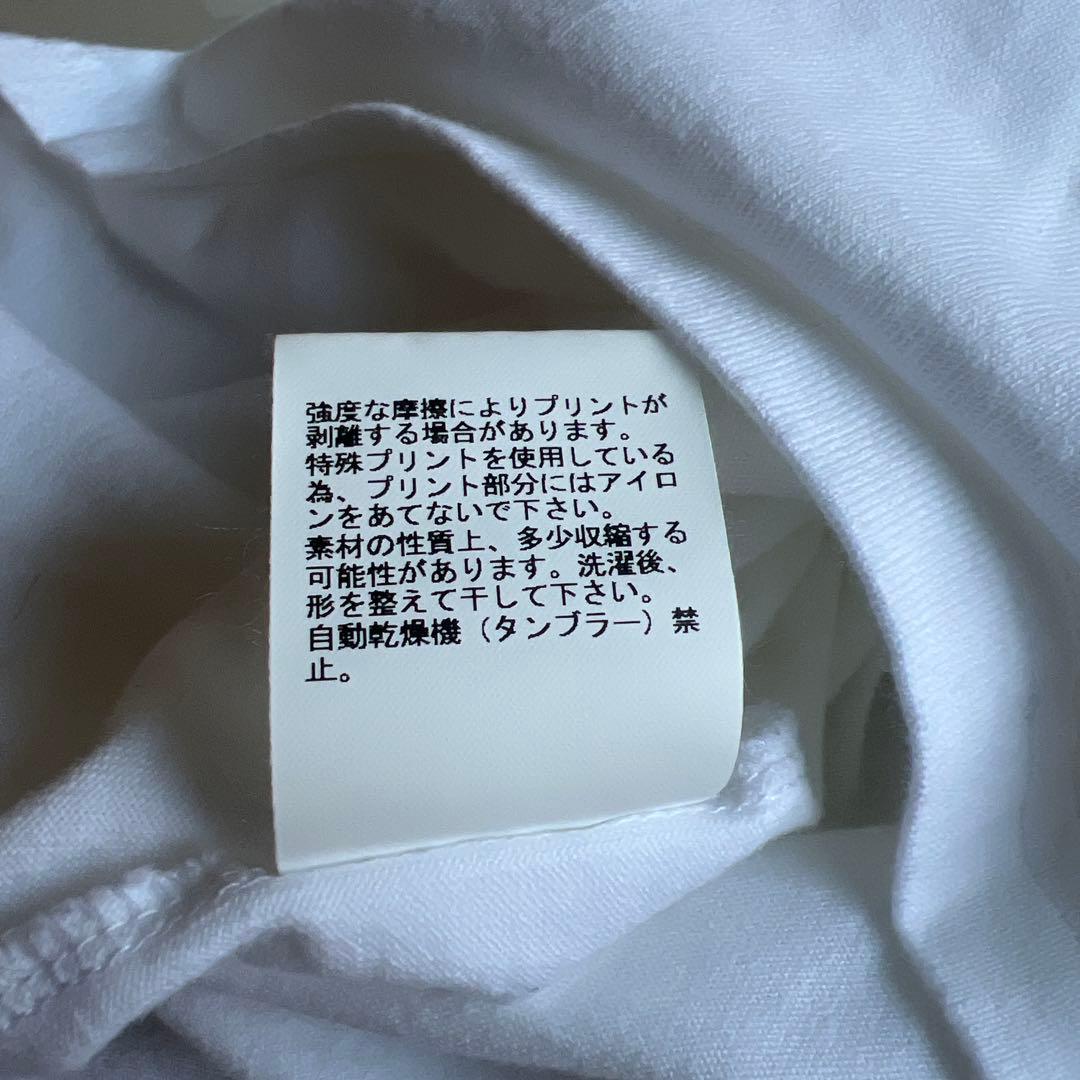 強度な摩擦によりプリントが
剥離する場合があります。
特殊プリントを使用している
為、プリント部分にはアイロ
ンをあてないで下さい。
素材の性質上、多少収縮する
可能性があります。洗濯後、
形を整えて干して下さい。
自動乾燥機（タンブラー）禁
止。